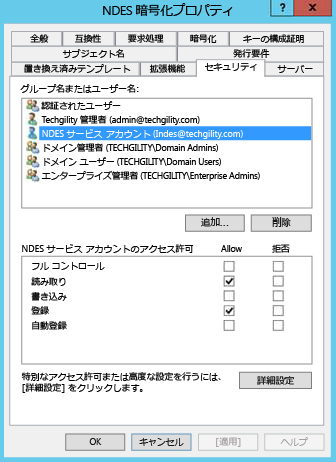 NDES 暗号化プロパティ
?
全般 互換性 要求処理 暗号化 キーの構成証明
サブジェクト名 発行要件
置き換え済みテンプレート 拡張機能 セキュリティ サーバー
グループ名またはユーザー名:
認証されたユーザー
Techgility 管理者 (admin@techgility.com)
NDES サービス アカウント (Indes@techgility.com)
ドメイン管理者 (TECHGILITY\Domain Admins)
ドメイン ユーザー (TECHGILITY\Domain Users)
エンタープライズ管理者 (TECHGILITY\Enterprise Admins)
追加... 削除
NDES サービス アカウントのアクセス許可 Allow 拒否
フル コントロール
読み取り
書き込み
登録
自動登録
特別なアクセス許可または高度な設定を行うには、
[詳細設定] をクリックします。
詳細設定
OK キャンセル [適用] ヘルプ